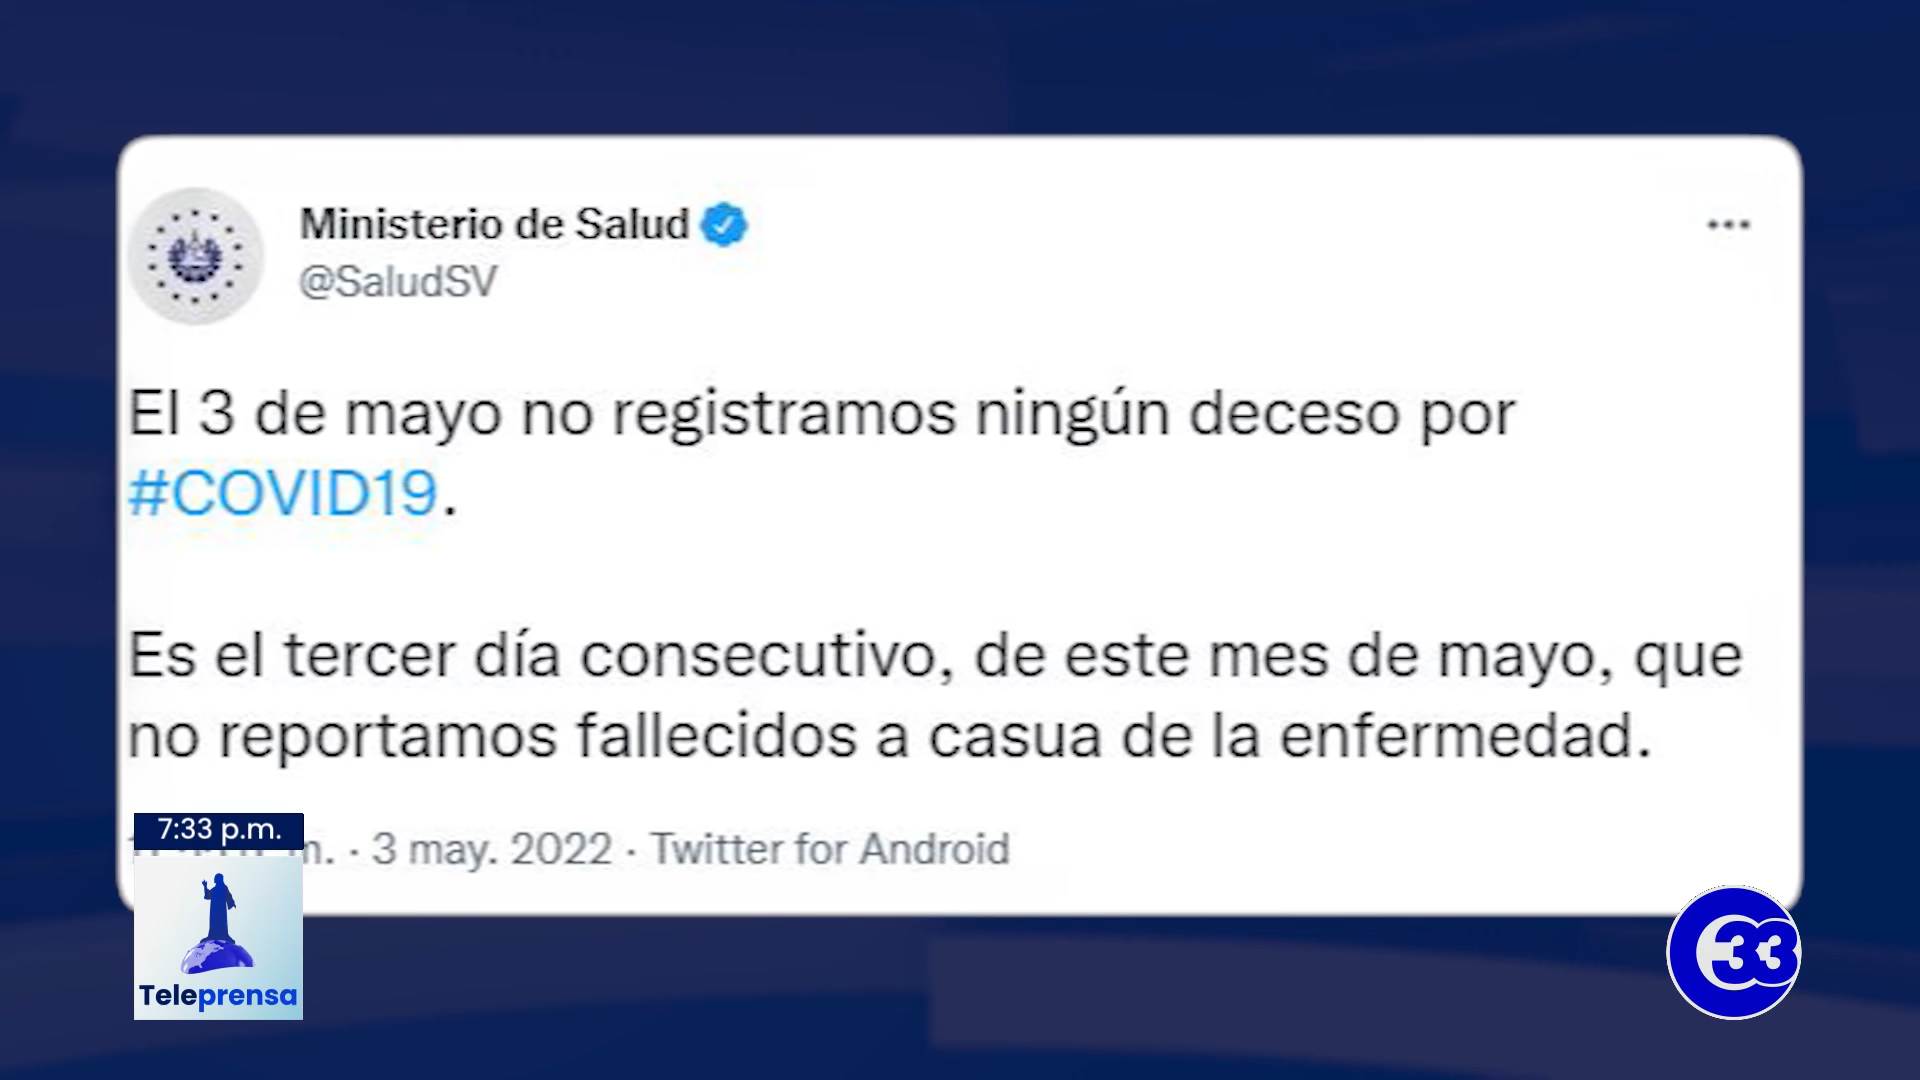 Ministerio de Salud
@SaludSV
El 3 de mayo no registramos ningún deceso por
#COVID19.
Es el tercer día consecutivo, de este mes de mayo, que
no reportamos fallecidos a casua de la enfermedad.
· 3 may. 2022 · Twitter for Android
7:33 p.m.
Teleprensa
33